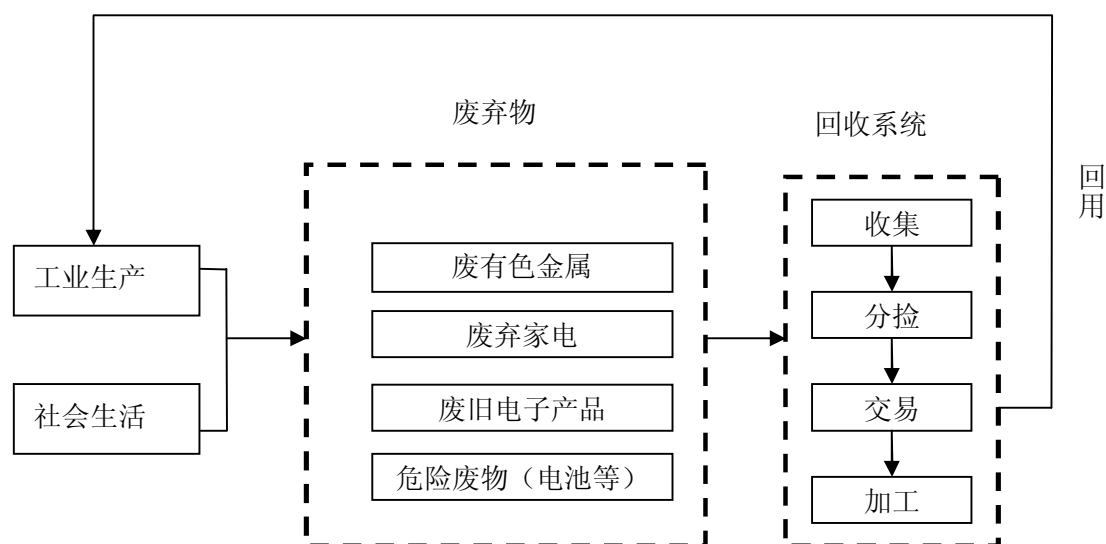 废弃物
回收系统
回用
工业生产
社会生活
废有色金属
废弃家电
废旧电子产品
危险废物（电池等）
收集
分捡
交易
加工